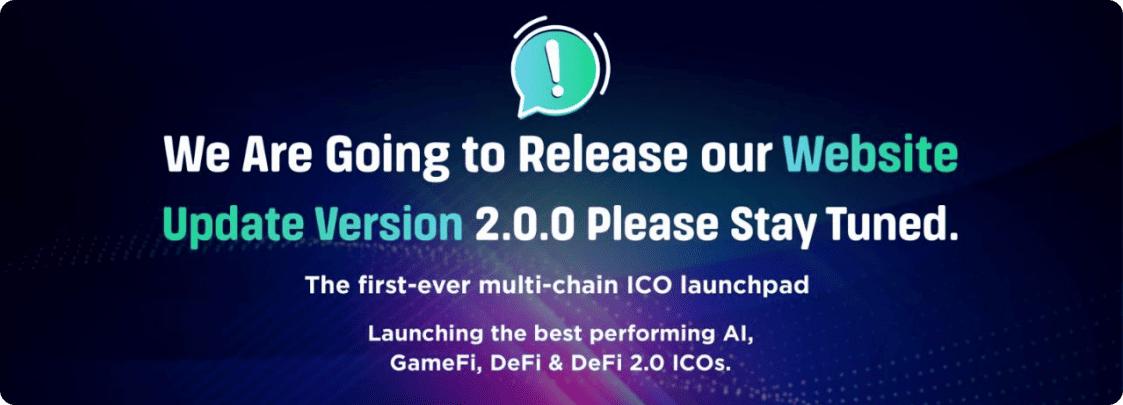 We Are Going to Release our Website
Update Version 2.0.0 Please Stay Tuned.
The first-ever multi-chain ICO launchpad
Launching the best performing AI,
GameFi, DeFi & DeFi 2.0 ICOs.